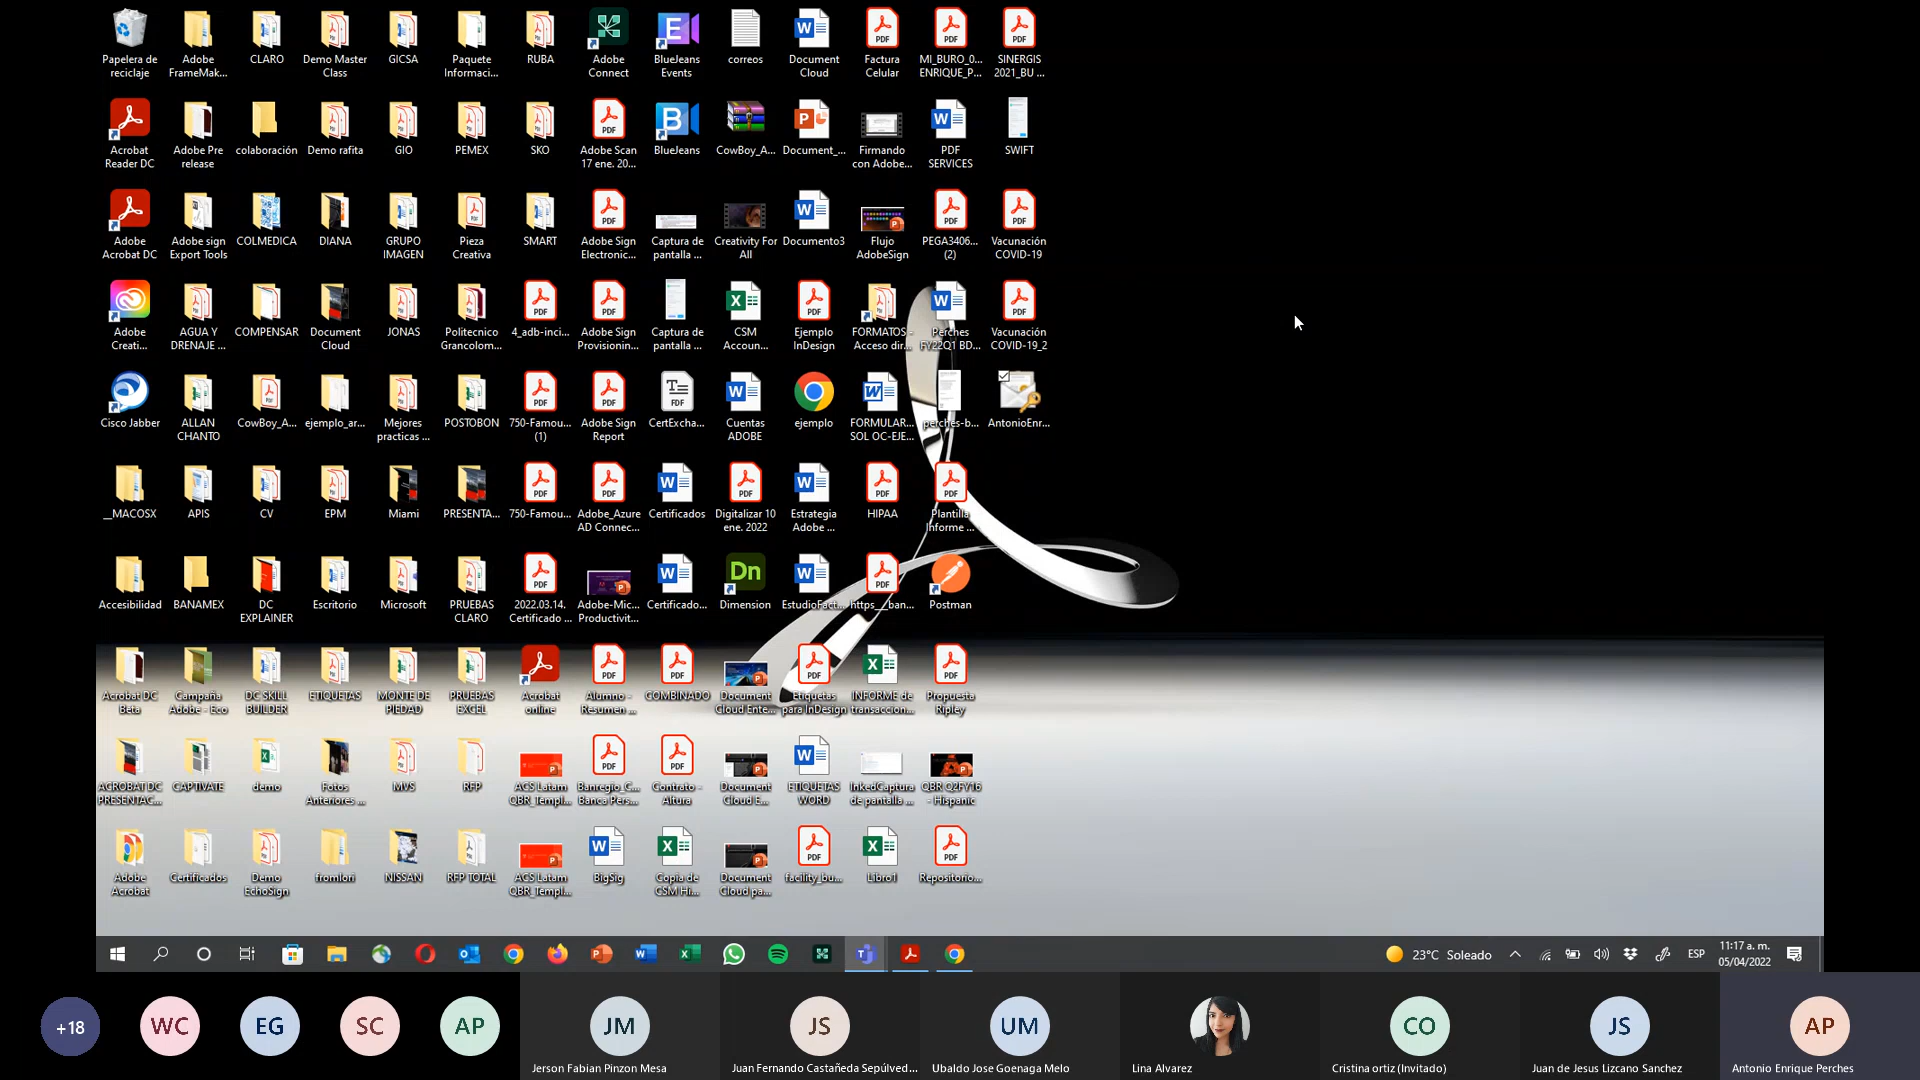 Papelera de reciclaje
Adobe FrameMak...
CLARO
Demo Master Class
GICSA
Paquete Informaci...
RUBA
Adobe Connect
BlueJeans Events
correos
Document Cloud
Factura Celular
MI_BURO_0... ENRIQUE_P...
SINERGIS 2021_BU ...
Acrobat Reader DC
Adobe Pre release
colaboración
Demo rafita
GIO
PEMEX
SKO
Adobe Scan 17 ene. 20...
BlueJeans
CowBoy_A...
Document_...
Firmando con Adobe...
PDF SERVICES
SWIFT
Adobe Acrobat DC
Adobe sign Export Tools
COLMEDICA
DIANA
GRUPO IMAGEN
Pieza Creativa
SMART
Adobe Sign Electronic...
Captura de pantalla ...
Creativity For All
Documento3
Flujo AdobeSign
PEGA3406... (2)
Vacunación COVID-19
Adobe Creati...
AGUA Y DRENAJE ...
COMPENSAR
Document Cloud
JONAS
Politecnico Grancolom...
4_adb-inci...
Adobe Sign Provisionin...
Captura de pantalla ...
CSM Accoun...
Ejemplo InDesign
FORMATOS - Acceso dir...
Perches FY22Q1 BD...
Vacunación COVID-19_2
Cisco Jabber
ALLAN CHANTO
CowBoy_A...
ejemplo_ar...
Mejores practicas ...
POSTOBON
750-Famou... (1)
Adobe Sign Report
CertExcha...
Cuentas ADOBE
ejemplo
FORMULAR... SOL OC-EJE...
perches-b...
AntonioEnr...
__MACOSX
APIS
CV
EPM
Miami
PRESENTA...
750-Famou...
Adobe_Azure AD Connec...
Certificados
Digitalizar 10 ene. 2022
Estrategia Adobe ...
HIPAA
Plantilla Informe ...
Accesibilidad
BANAMEX
DC EXPLAINER
Escritorio
Microsoft
PRUEBAS CLARO
2022.03.14. Certificado ...
Adobe-Mic... Productivit...
Certificado...
Dimension
EstudioFact...
https__ban...
Postman
Acrobat DC Beta
Campaña Adobe - Eco
DC SKILL BUILDER
ETIQUETAS
MONTE DE PIEDAD
PRUEBAS EXCEL
Acrobat online
Alumno - Resumen ...
COMBINADO
Document Cloud Ente...
Etiquetas para InDesign
INFORME de transaccion...
Propuesta Ripley
ACROBAT DC PRESENTAC...
CAPTIVATE
demo
Fotos Anteriores ...
MVS
RFP
ACS Latam QBR_Templ...
Banregio_C... Banca Pers...
Contrato - Altura
Document Cloud E...
ETIQUETAS WORD
InkedCaptura de pantalla ...
QBR Q2FY16 - Hispanic
Adobe Acrobat
Certificados
Demo EchoSign
fromlori
NISSAN
RFP TOTAL
ACS Latam QBR_Templ...
BigSig
Copia de CSM Hi...
Document Cloud pa...
facility_bu...
Libro1
Repositorio...
23°C Soleado
ESP
11:17 a. m.
05/04/2022
+18
WC
EG
SC
AP
JM
Jerson Fabian Pinzon Mesa
JS
Juan Fernando Castañeda Sepúlved...
UM
Ubaldo Jose Goenaga Melo
Lina Alvarez
CO
Cristina ortiz (Invitado)
JS
Juan de Jesus Lizcano Sanchez
AP
Antonio Enrique Perches